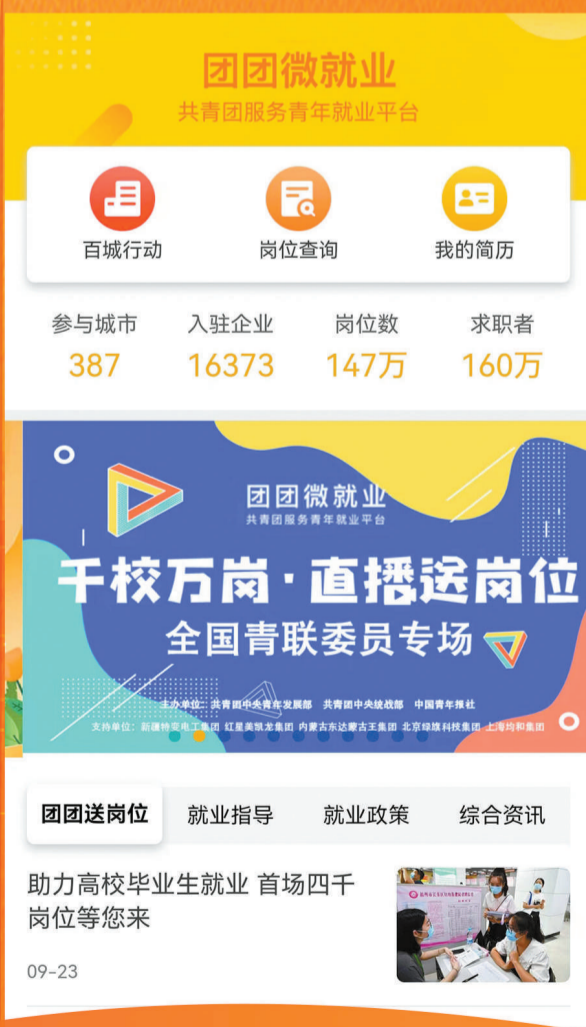 团团微就业
共青团服务青年就业平台
百城行动 岗位查询 我的简历
参与城市 入驻企业 岗位数 求职者
387 16373 147万 160万
团团微就业
共青团服务青年就业平台
千校万岗·直播送岗位
全国青联委员专场
主办单位：共青团中央青年发展部 共青团中央统战部 中国青年报社
支持单位：新疆特变电工集团 红星美凯龙集团 内蒙古东达蒙古王集团 北京绿旗科技集团 上海均和集团
团团送岗位 就业指导 就业政策 综合资讯
助力高校毕业生就业 首场四千
岗位等您来
09-23